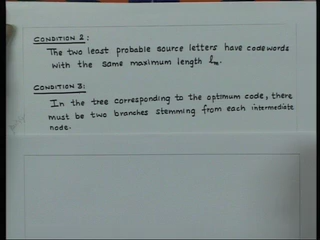 CONDITION 2:
The two least probable source letters have codewords
with the same maximum length lm.
CONDITION 3:
In the tree corresponding to the optimum code, there
must be two branches stemming from each intermediate
node.